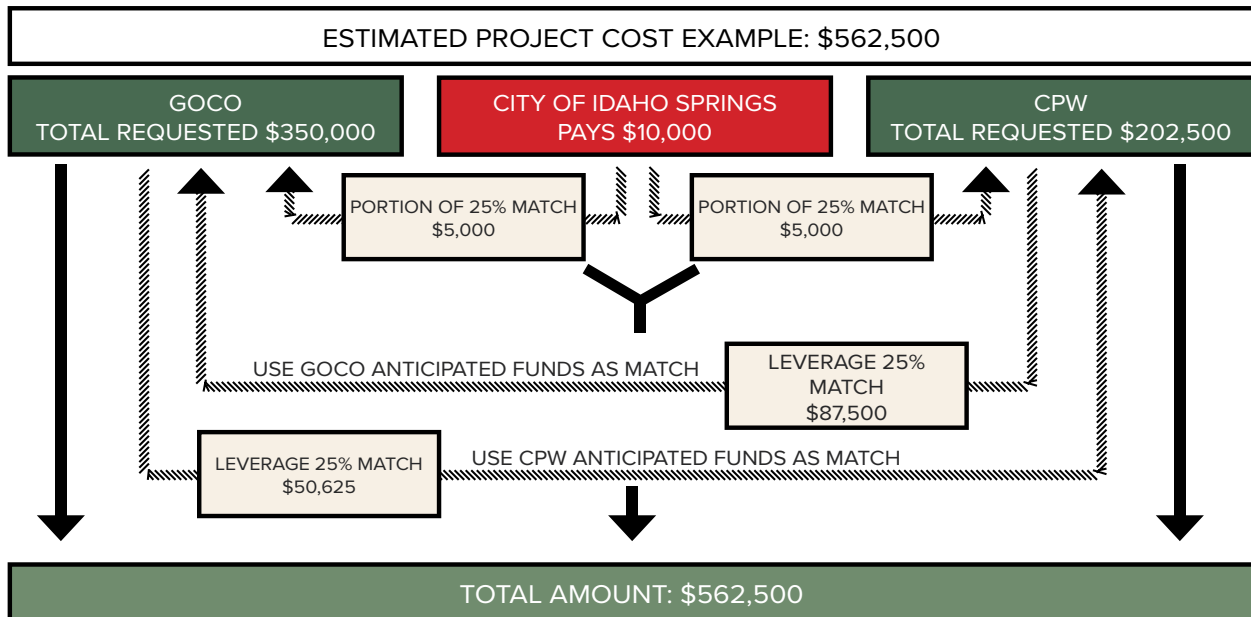 ESTIMATED PROJECT COST EXAMPLE: $562,500
GOCO
TOTAL REQUESTED $350,000
CITY OF IDAHO SPRINGS
PAYS $10,000
CPW
TOTAL REQUESTED $202,500
PORTION OF 25% MATCH
$5,000
PORTION OF 25% MATCH
$5,000
USE GOCO ANTICIPATED FUNDS AS MATCH
LEVERAGE 25%
MATCH
$87,500
LEVERAGE 25% MATCH
$50,625
USE CPW ANTICIPATED FUNDS AS MATCH
TOTAL AMOUNT: $562,500